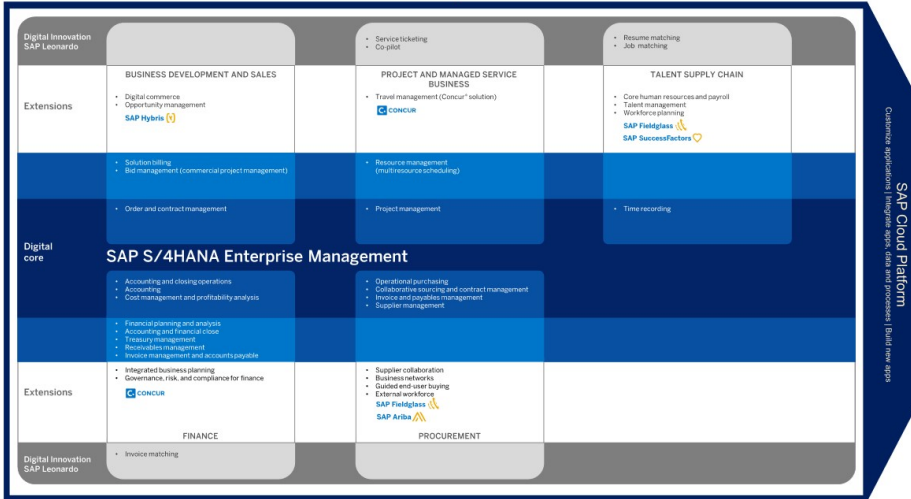 Digital Innovation
SAP Leonardo
• Service ticketing
• Co-pilot
• Resume matching
• Job matching
Extensions
BUSINESS DEVELOPMENT AND SALES
• Digital commerce
• Opportunity management
SAP Hybris
PROJECT AND MANAGED SERVICE
BUSINESS
• Travel management (Concur® solution)
C. CONCUR
TALENT SUPPLY CHAIN
• Core human resources and payroll
• Talent management
• Workforce planning
SAP Fieldglass
SAP SuccessFactors
• Solution billing
• Bid management (commercial project management)
• Resource management
(multiresource scheduling)
• Order and contract management
• Project management
• Time recording
Digital
core
SAP S/4HANA Enterprise Management
• Accounting and closing operations
• Accounting
• Cost management and profitability analysis
• Operational purchasing
• Collaborative sourcing and contract management
• Invoice and payables management
• Supplier management
• Financial planning and analysis
• Accounting and financial close
• Treasury management
• Receivables management
• Invoice management and accounts payable
Extensions
• Integrated business planning
• Governance, risk, and compliance for finance
C. CONCUR
FINANCE
• Supplier collaboration
• Business networks
• Guided end-user buying
• External workforce
SAP Fieldglass
SAP Ariba
PROCUREMENT
Digital Innovation
SAP Leonardo
• Invoice matching
SAP Cloud Platform
Customize applications | Integrate apps, data and processes | Build new apps